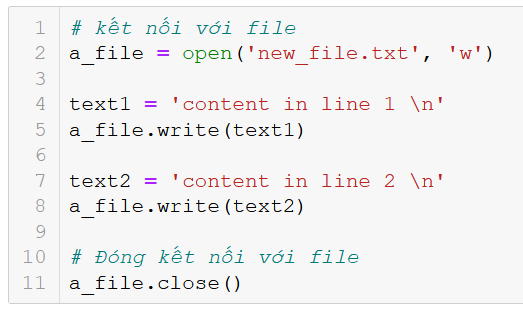 1 # kết nối với file
2 a_file = open('new_file.txt', 'w')
3
4 text1 = 'content in line 1 \n'
5 a_file.write(text1)
6
7 text2 = 'content in line 2 \n'
8 a_file.write(text2)
9
10 # Đóng kết nối với file
11 a_file.close()